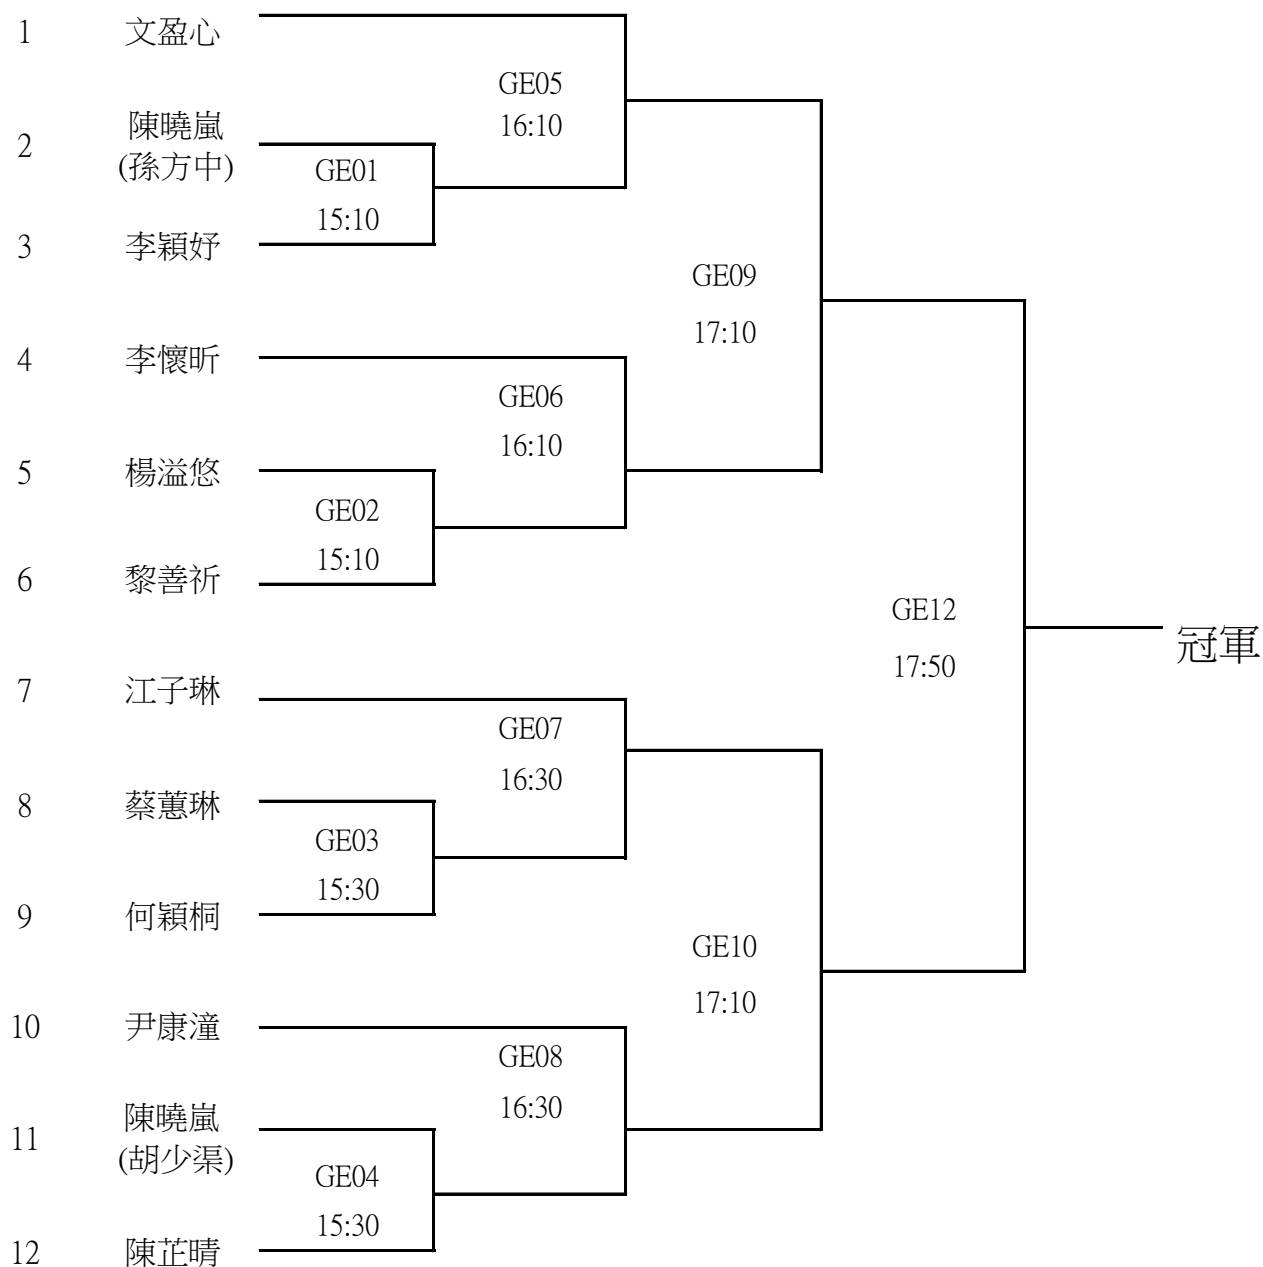 1 文盈心
GE05
16:10
陳曉嵐
2
(孫方中)
GE01
15:10
3 李穎妤
GE09
17:10
4 李懷昕
GE06
16:10
5 楊溢悠
GE02
15:10
6 黎善祈
GE12
17:50
冠軍
7 江子琳
GE07
16:30
8 蔡蕙琳
GE03
15:30
9 何穎桐
GE10
17:10
10 尹康潼
GE08
16:30
陳曉嵐
11
(胡少渠)
GE04
15:30
12 陳芷晴